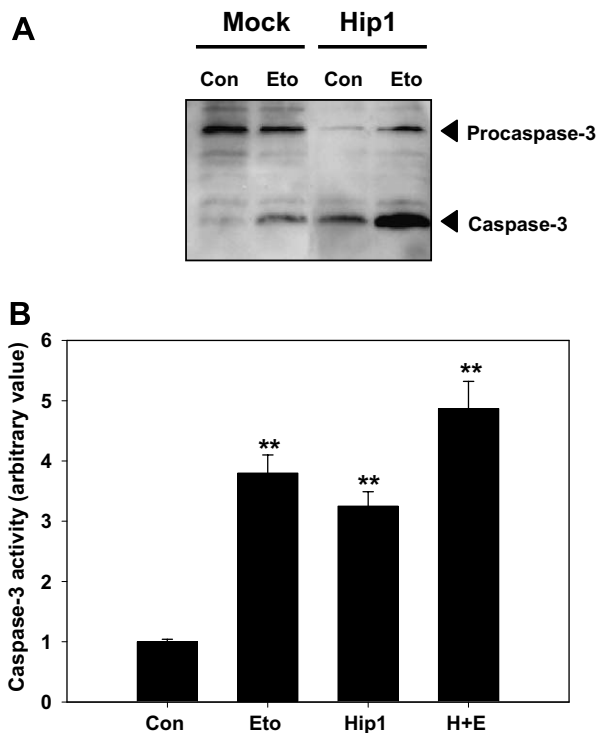 A
Mock Hip1
Con Eto Con Eto
Procaspase-3
Caspase-3
B
Caspase-3 activity (arbitrary value)
6
5
4
3
2
1
0
**
**
**
Con Eto Hip1 H+E